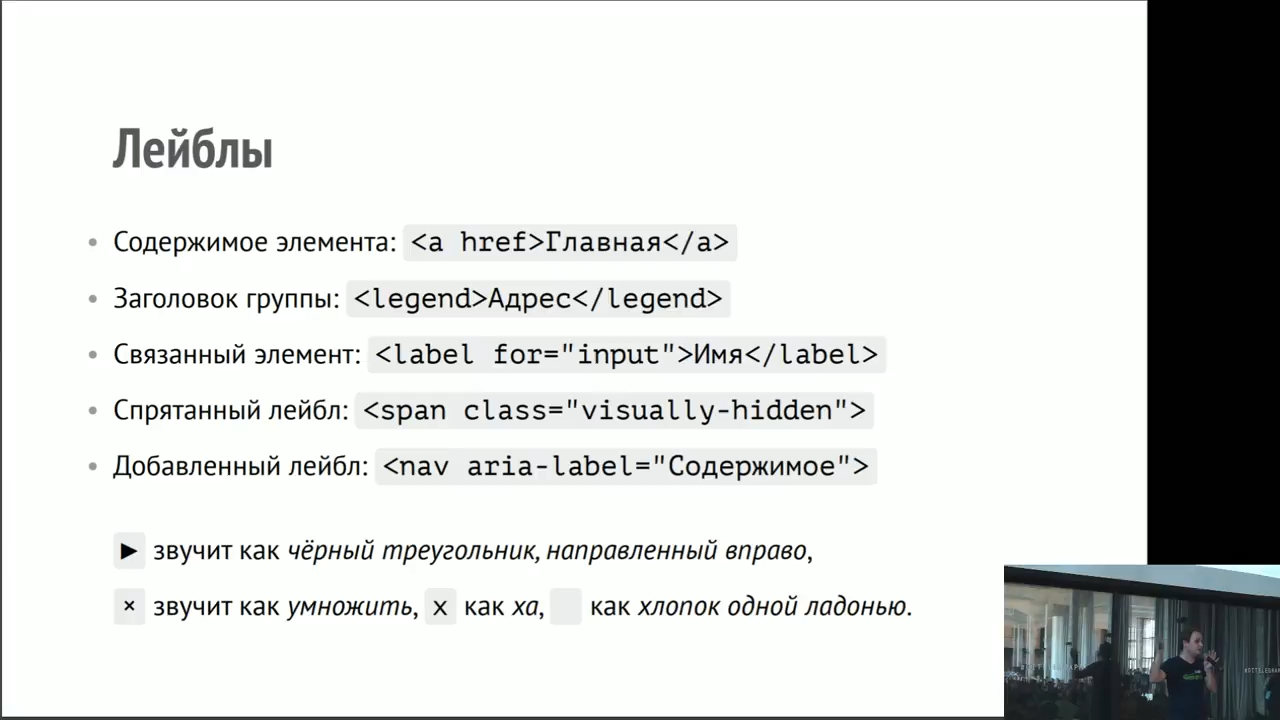 Лейблы
• Содержимое элемента: <a href>Главная</a>
• Заголовок группы: <legend>Адрес</legend>
• Связанный элемент: <label for="input">Имя</label>
• Спрятанный лейбл: <span class="visually-hidden">
• Добавленный лейбл: <nav aria-label="Содержимое">
► звучит как чёрный треугольник, направленный вправо,
× звучит как умножить, x как ха, как хлопок одной ладонью.